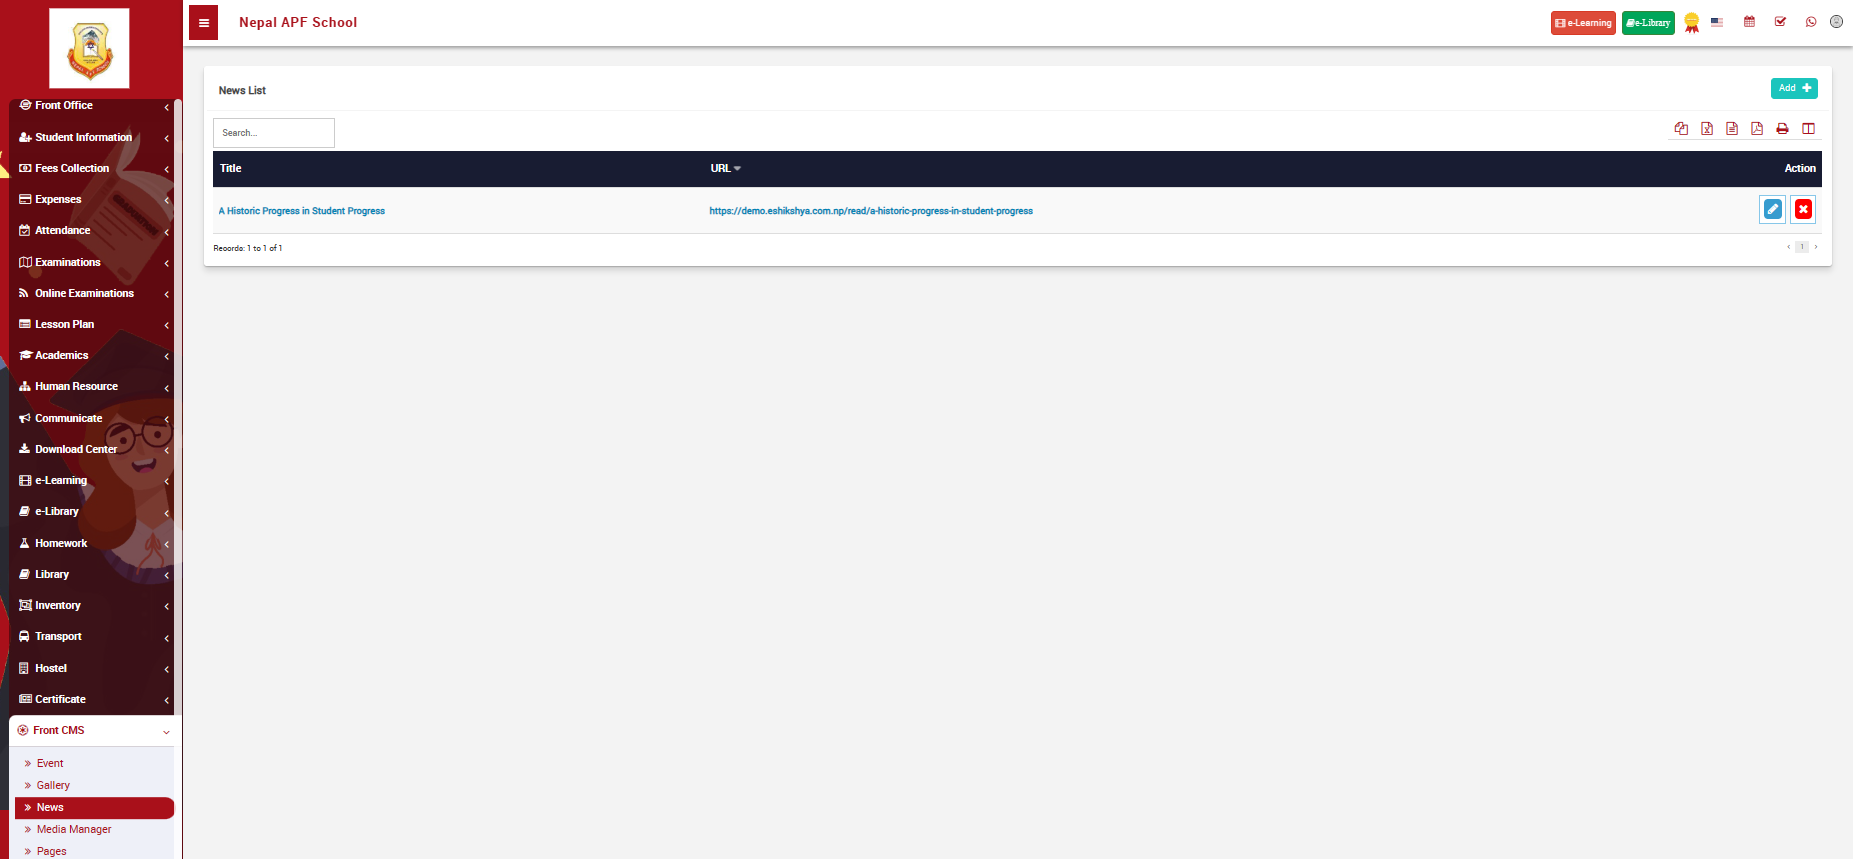 Nepal APF School
e-Learning
e-Library
Front Office
Student Information
Fees Collection
Expenses
Attendance
Examinations
Online Examinations
Lesson Plan
Academics
Human Resource
Communicate
Download Center
e-Learning
e-Library
Homework
Library
Inventory
Transport
Hostel
Certificate
Front CMS
Event
Gallery
News
Media Manager
Pages
News List
Add
Search...
Title URL Action
A Historic Progress in Student Progress https://demo.eshikshya.com.np/read/a-historic-progress-in-student-progress
Records: 1 to 1 of 1
1